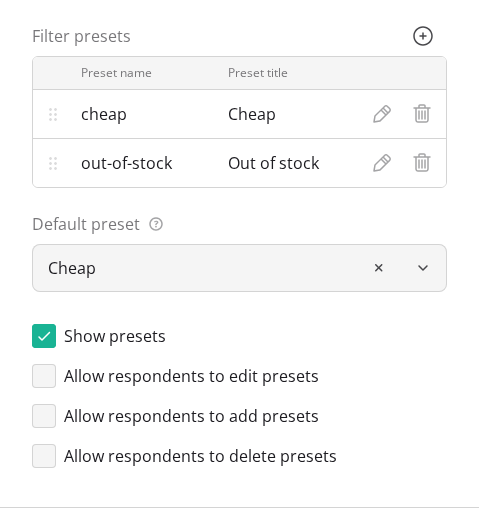 Filter presets
Preset name Preset title
cheap Cheap
out-of-stock Out of stock
Default preset ?
Cheap
Show presets
Allow respondents to edit presets
Allow respondents to add presets
Allow respondents to delete presets